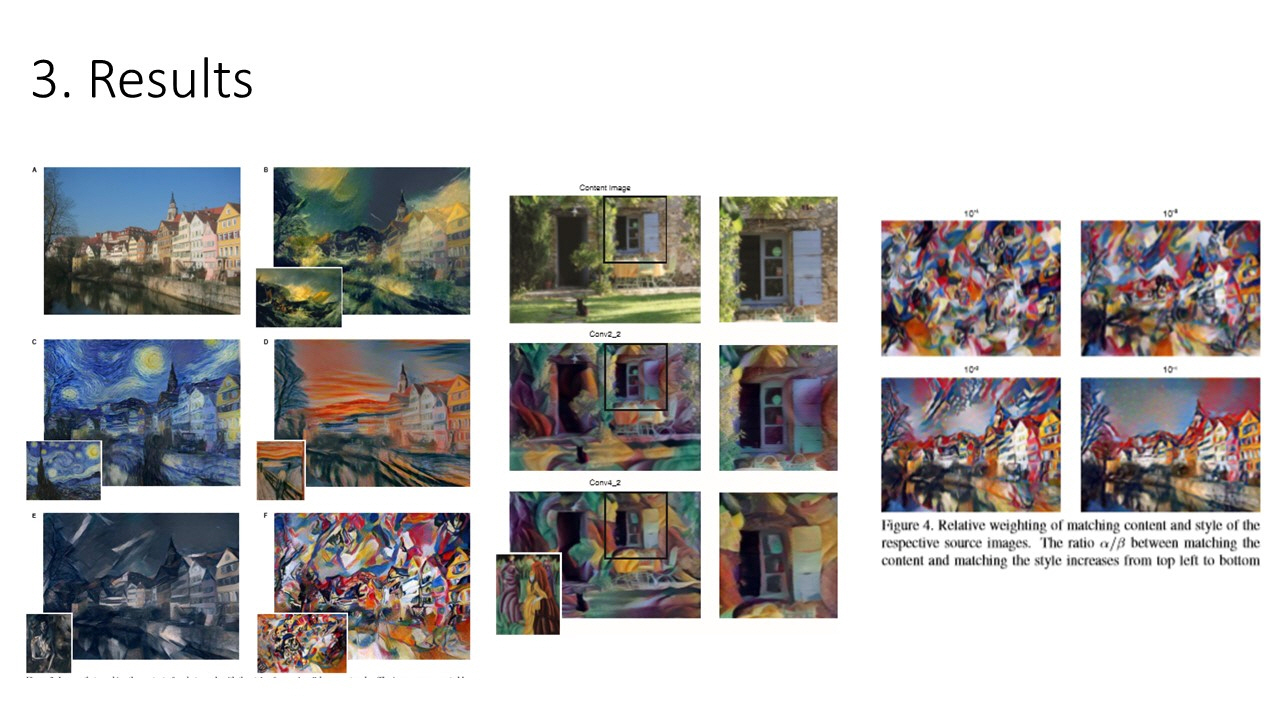 3. Results
A
B
C
D
E
F
Content Image
Conv2_2
Conv4_2
Figure 4. Relative weighting of matching content and style of the
respective source images. The ratio α/β between matching the
content and matching the style increases from top left to bottom